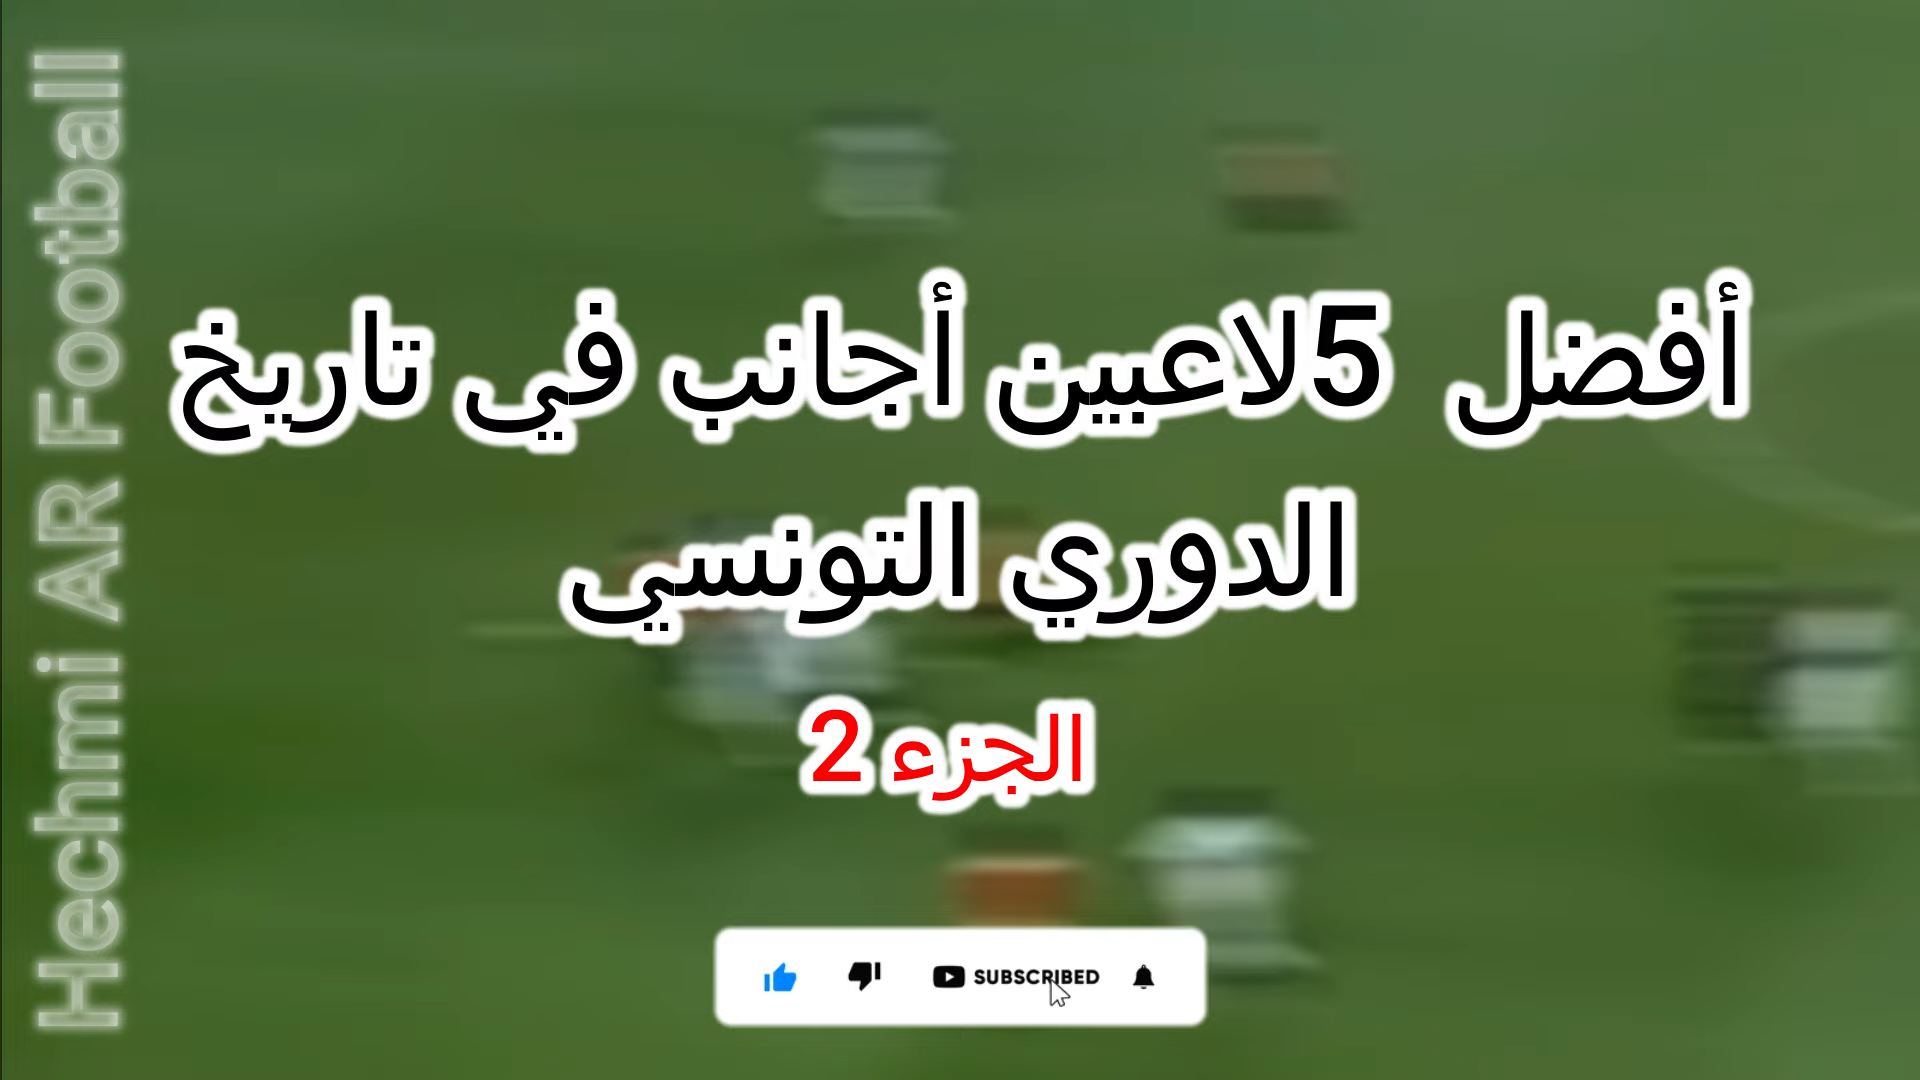 أفضل 5لاعبين أجانب في تاريخ
الدوري التونسي
الجزء 2
SUBSCRIBED
Hechmi AR Football